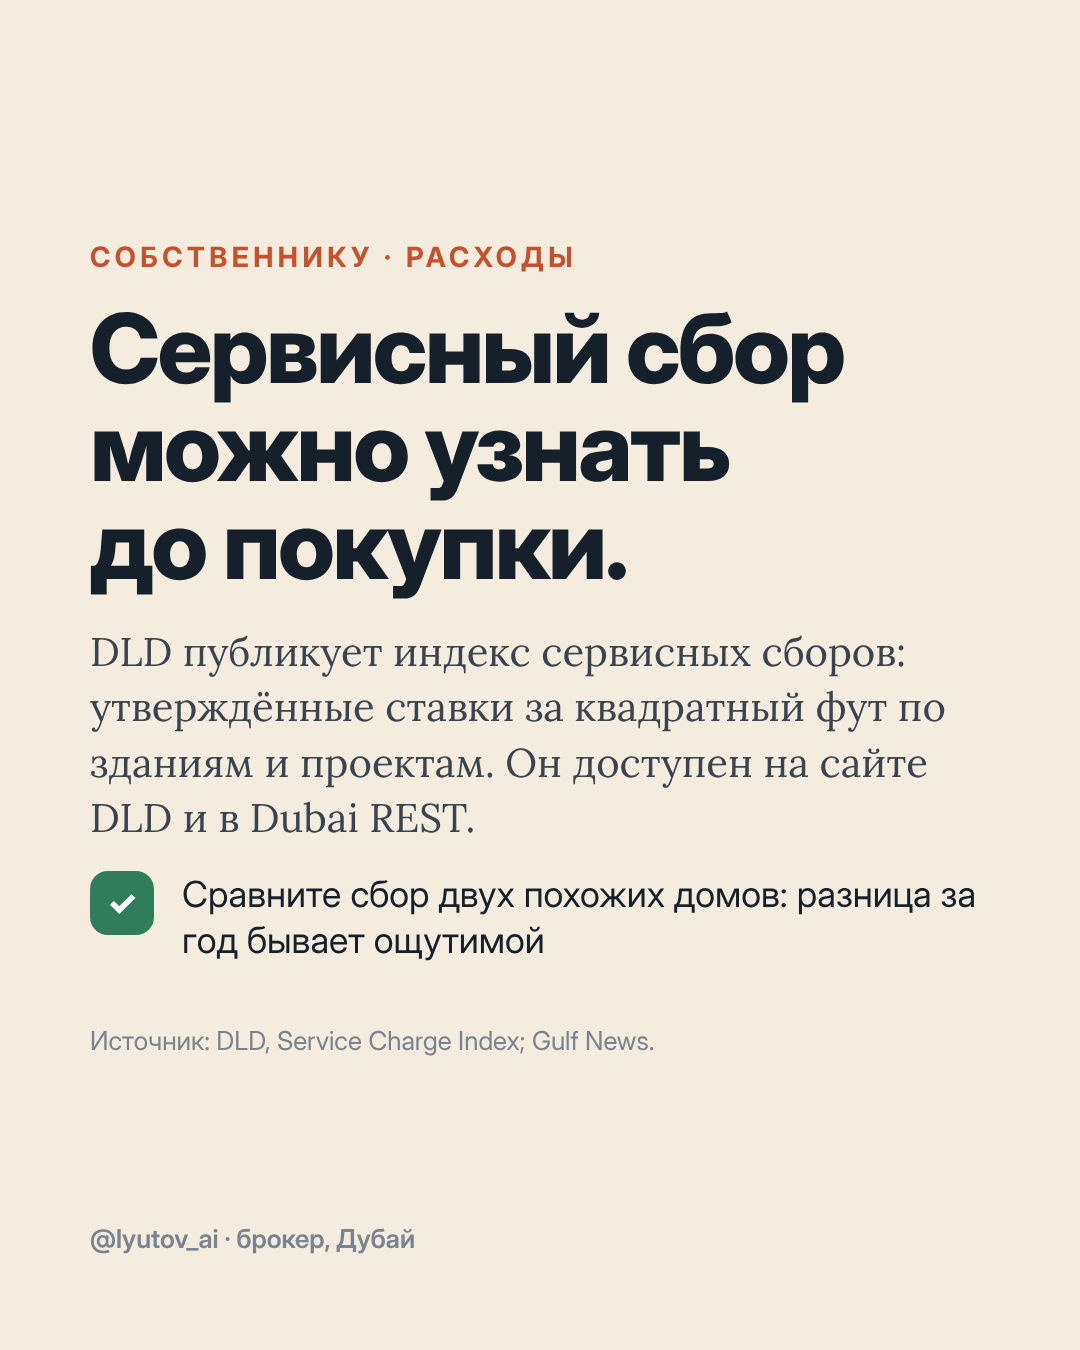 СОБСТВЕННИКУ · РАСХОДЫ
Сервисный сбор
можно узнать
до покупки.
DLD публикует индекс сервисных сборов:
утверждённые ставки за квадратный фут по
зданиям и проектам. Он доступен на сайте
DLD и в Dubai REST.
Сравните сбор двух похожих домов: разница за
год бывает ощутимой
Источник: DLD, Service Charge Index; Gulf News.
@lyutov_ai · брокер, Дубай